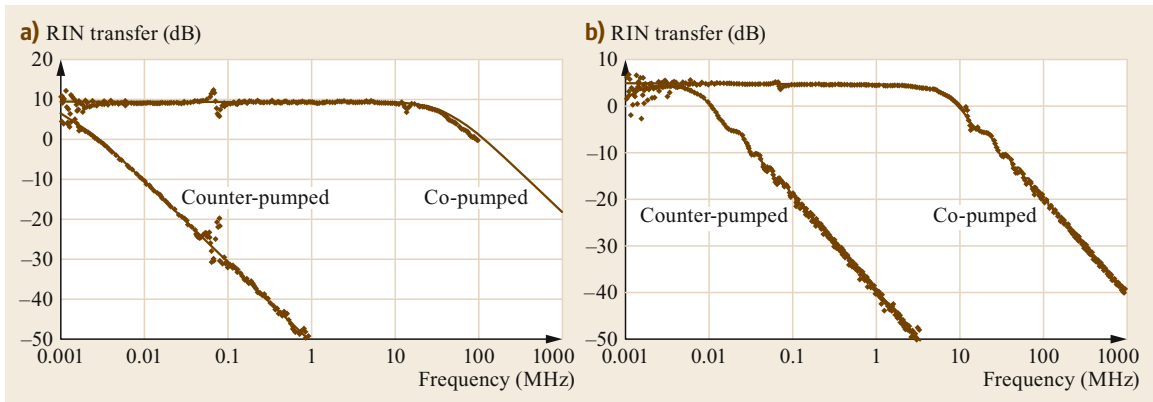 a) RIN transfer (dB)
20
10
0
–10
–20
–30
–40
–50
0.001 0.01 0.1 1 10 100 1000
Frequency (MHz)
Counter-pumped
Co-pumped
b) RIN transfer (dB)
10
0
–10
–20
–30
–40
–50
0.001 0.01 0.1 1 10 100 1000
Frequency (MHz)
Counter-pumped
Co-pumped